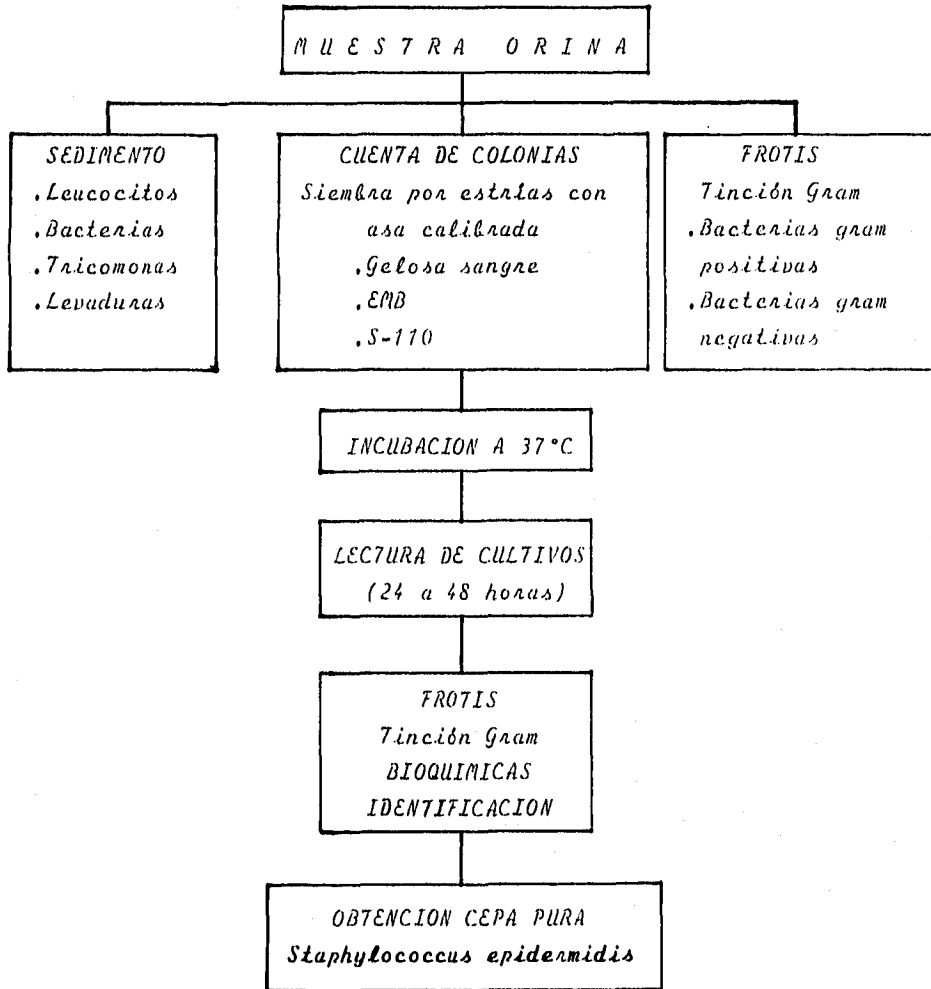 MUESTRA ORINA
SEDIMENTO
.Leucocitos
.Bacterias
.Tricomonas
.Levaduras
CUENTA DE COLONIAS
Siembra por estrías con
asa calibrada
.Gelosa sangre
.EMB
.S-110
FROTIS
Tinción Gram
.Bacterias gram
positivas
.Bacterias gram
negativas
INCUBACION A 37°C
LECTURA DE CULTIVOS
(24 a 48 horas)
FROTIS
Tinción Gram
BIOQUIMICAS
IDENTIFICACION
OBTENCION CEPA PURA
Staphylococcus epidermidis